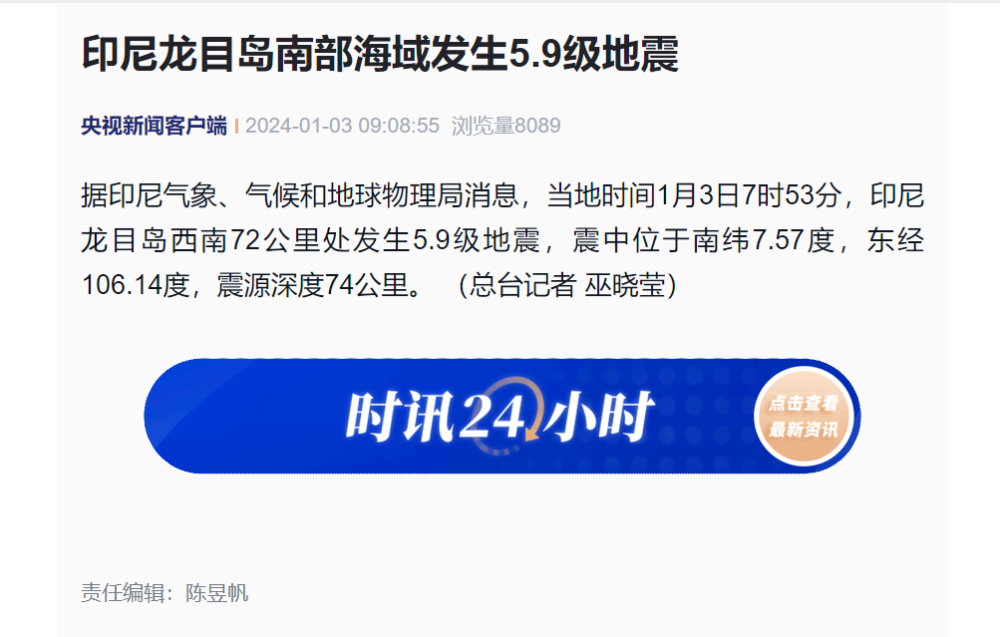 印尼龙目岛南部海域发生5.9级地震
央视新闻客户端 | 2024-01-03 09:08:55 浏览量8089
据印尼气象、气候和地球物理局消息，当地时间1月3日7时53分，印尼
龙目岛西南72公里处发生5.9级地震，震中位于南纬7.57度，东经
106.14度，震源深度74公里。 （总台记者 巫晓莹）
时讯24小时
点击查看
最新资讯
责任编辑：陈昱帆